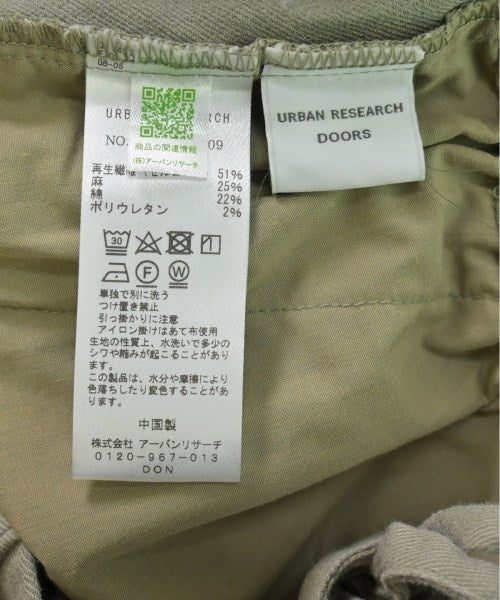 GB-05
URB RCH
NO 09
商品の関連情報
(株)アーバンリサーチ
再生繊維 51%
麻 25%
綿 22%
ポリウレタン 2%
30
F W
単独で別に洗う
つけ置き禁止
引っ掛かりに注意
アイロン掛けはあて布使用
生地の性質上、水洗いで多少の
シワや縮みが起こることがあり
ます。
この製品は、水分や摩擦により
色落ちしたり変色することがあ
ります。
中国製
株式会社 アーバンリサーチ
0120-967-013
DON
URBAN RESEARCH
DOORS